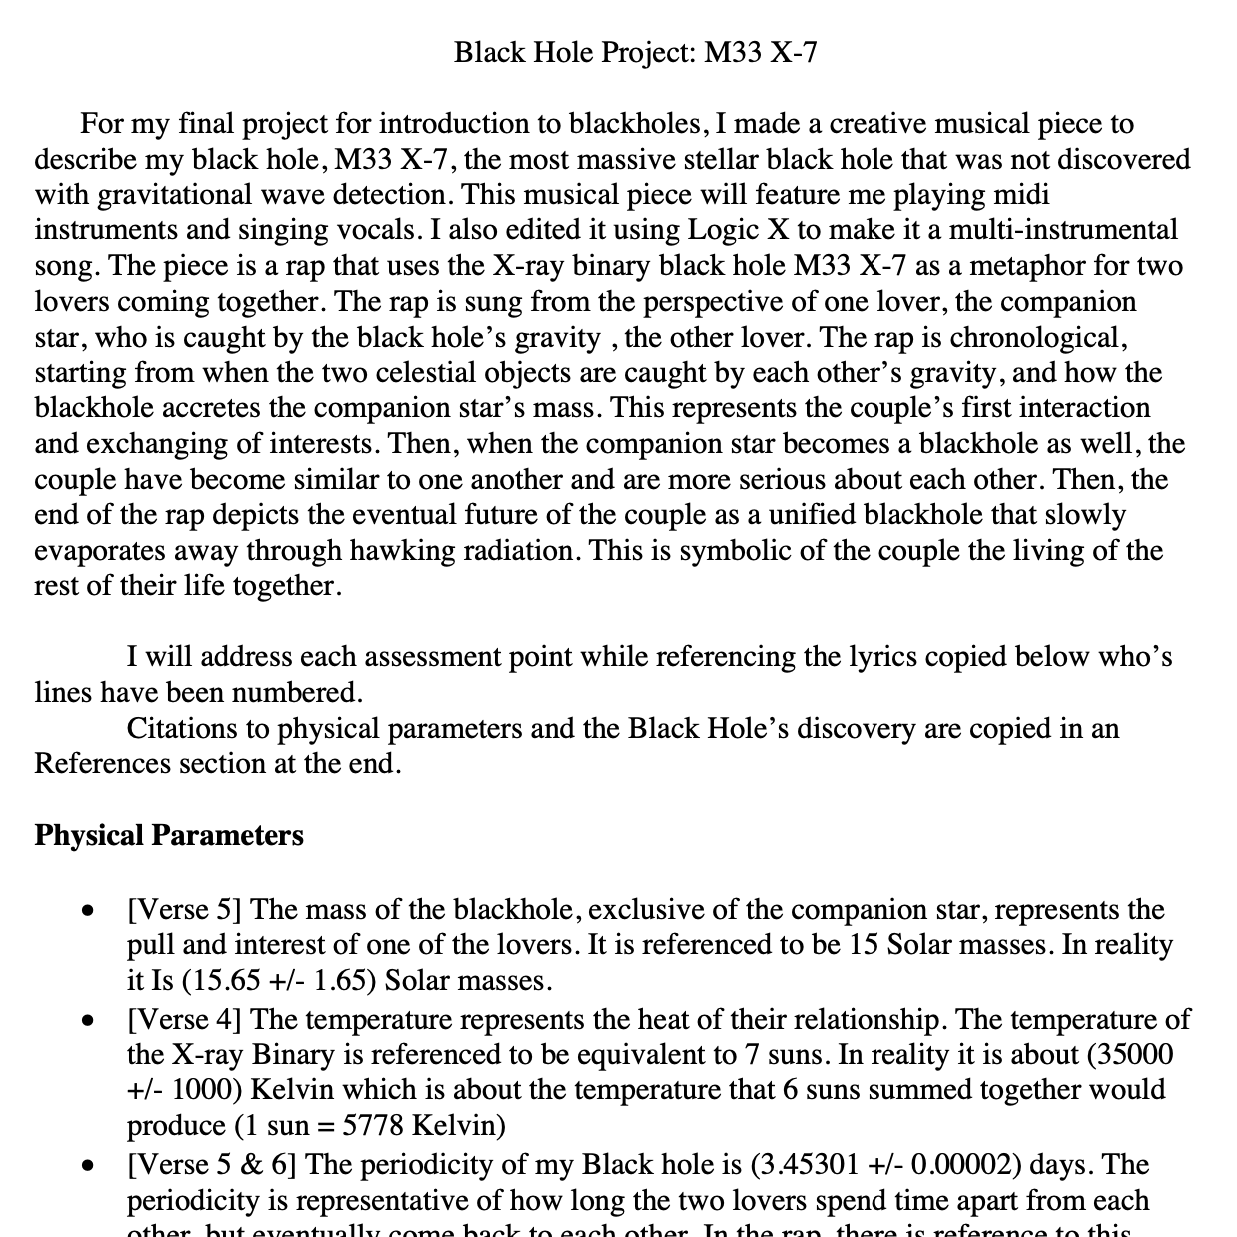 Black Hole Project: M33 X-7
For my final project for introduction to blackholes, I made a creative musical piece to
describe my black hole, M33 X-7, the most massive stellar black hole that was not discovered
with gravitational wave detection. This musical piece will feature me playing midi
instruments and singing vocals. I also edited it using Logic X to make it a multi-instrumental
song. The piece is a rap that uses the X-ray binary black hole M33 X-7 as a metaphor for two
lovers coming together. The rap is sung from the perspective of one lover, the companion
star, who is caught by the black hole’s gravity , the other lover. The rap is chronological,
starting from when the two celestial objects are caught by each other’s gravity, and how the
blackhole accretes the companion star’s mass. This represents the couple’s first interaction
and exchanging of interests. Then, when the companion star becomes a blackhole as well, the
couple have become similar to one another and are more serious about each other. Then, the
end of the rap depicts the eventual future of the couple as a unified blackhole that slowly
evaporates away through hawking radiation. This is symbolic of the couple the living of the
rest of their life together.
I will address each assessment point while referencing the lyrics copied below who’s
lines have been numbered.
Citations to physical parameters and the Black Hole’s discovery are copied in an
References section at the end.
Physical Parameters
• [Verse 5] The mass of the blackhole, exclusive of the companion star, represents the
pull and interest of one of the lovers. It is referenced to be 15 Solar masses. In reality
it Is (15.65 +/- 1.65) Solar masses.
• [Verse 4] The temperature represents the heat of their relationship. The temperature of
the X-ray Binary is referenced to be equivalent to 7 suns. In reality it is about (35000
+/- 1000) Kelvin which is about the temperature that 6 suns summed together would
produce (1 sun = 5778 Kelvin)
• [Verse 5 & 6] The periodicity of my Black hole is (3.45301 +/- 0.00002) days. The
periodicity is representative of how long the two lovers spend time apart from each
other, but eventually come back to each other. In the rap, there is reference to this